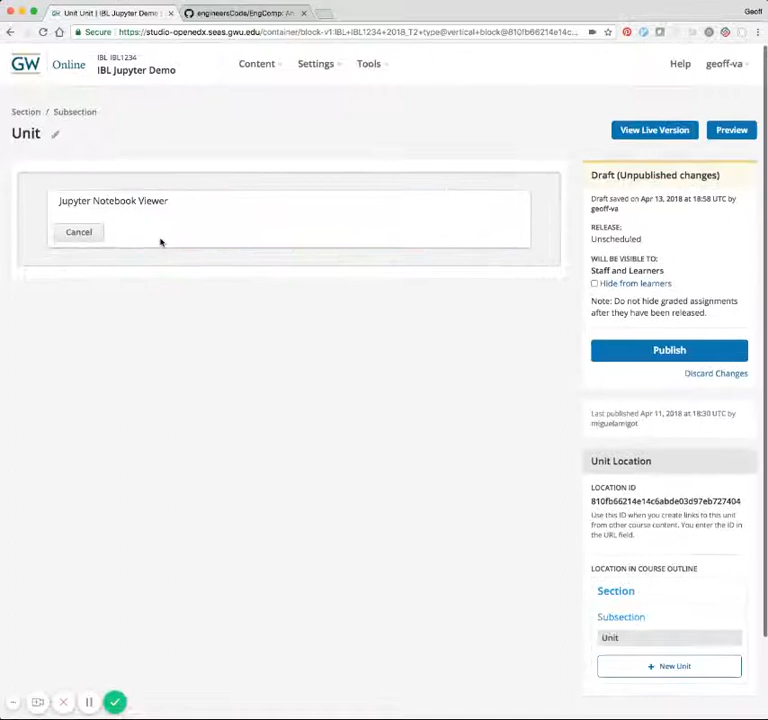 Unit Unit | IBL Jupyter Demo
engineersCode/EngComp: An
Geoff
Secure
https://studio-openedx.seas.gwu.edu/container/block-v1:IBL+IBL1234+2018_T2+type@vertical+block@810fb66214e14c...
GW Online
IBL IBL1234
IBL Jupyter Demo
Content
Settings
Tools
Help
geoff-va
Section / Subsection
Unit
View Live Version
Preview
Jupyter Notebook Viewer
Cancel
Draft (Unpublished changes)
Draft saved on Apr 13, 2018 at 18:58 UTC by
geoff-va
RELEASE:
Unscheduled
WILL BE VISIBLE TO:
Staff and Learners
Hide from learners
Note: Do not hide graded assignments
after they have been released.
Publish
Discard Changes
Last published Apr 11, 2018 at 18:30 UTC by
miguelamigot
Unit Location
LOCATION ID
810fb66214e14c6abde03d97eb727404
Use this ID when you create links to this unit
from other course content. You enter the ID in
the URL field.
LOCATION IN COURSE OUTLINE
Section
Subsection
Unit
+ New Unit